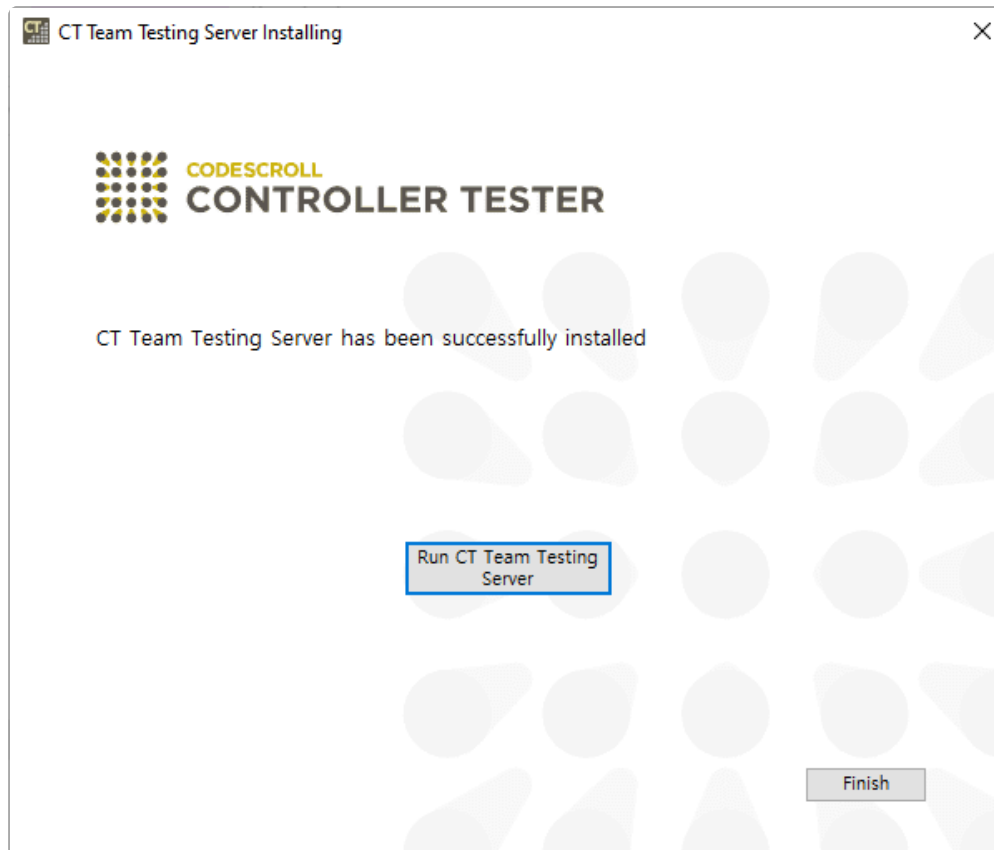 CT Team Testing Server Installing
CODESCROLL
CONTROLLER TESTER
CT Team Testing Server has been successfully installed
Run CT Team Testing
Server
Finish